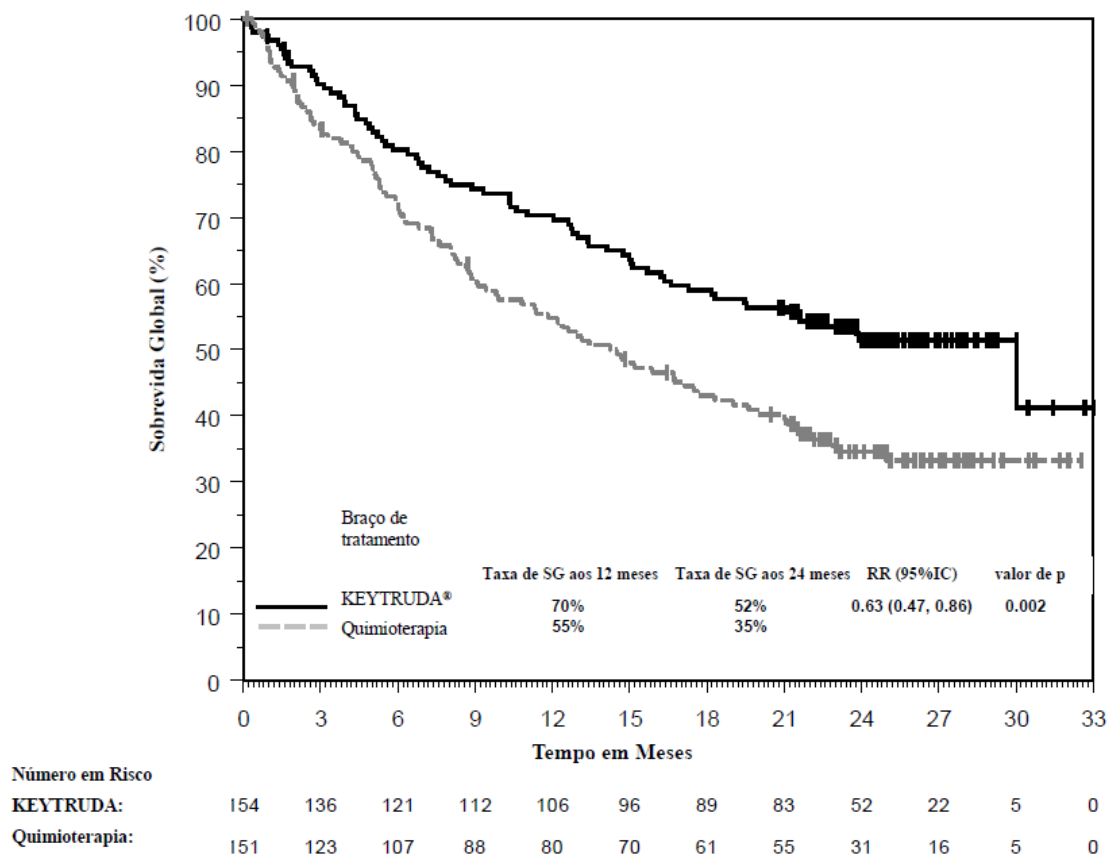 100
90
80
70
60
50
40
30
20
10
0
Sobrevida Global (%)
Braço de
tratamento
Taxa de SG aos 12 meses Taxa de SG aos 24 meses RR (95%IC) valor de p
KEYTRUDA® 70% 52% 0.63 (0.47, 0.86) 0.002
Quimioterapia 55% 35%
0 3 6 9 12 15 18 21 24 27 30 33
Tempo em Meses
Número em Risco
KEYTRUDA: 154 136 121 112 106 96 89 83 52 22 5 0
Quimioterapia: 151 123 107 88 80 70 61 55 31 16 5 0